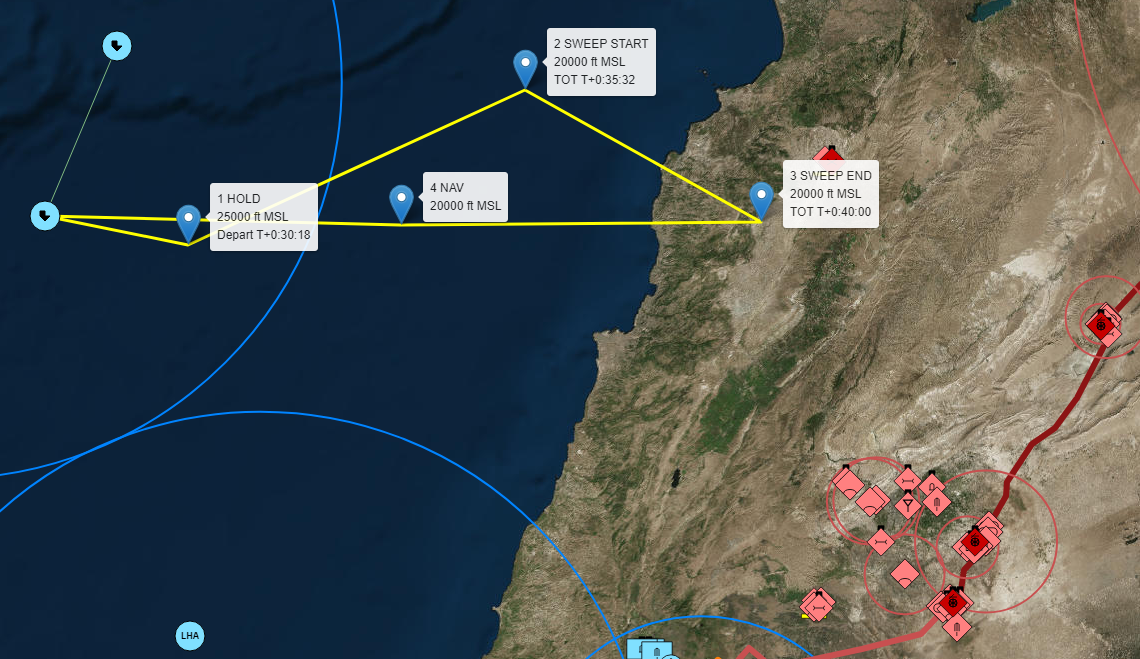 2 SWEEP START
20000 ft MSL
TOT T+0:35:32
3 SWEEP END
20000 ft MSL
TOT T+0:40:00
4 NAV
20000 ft MSL
1 HOLD
25000 ft MSL
Depart T+0:30:18
LHA